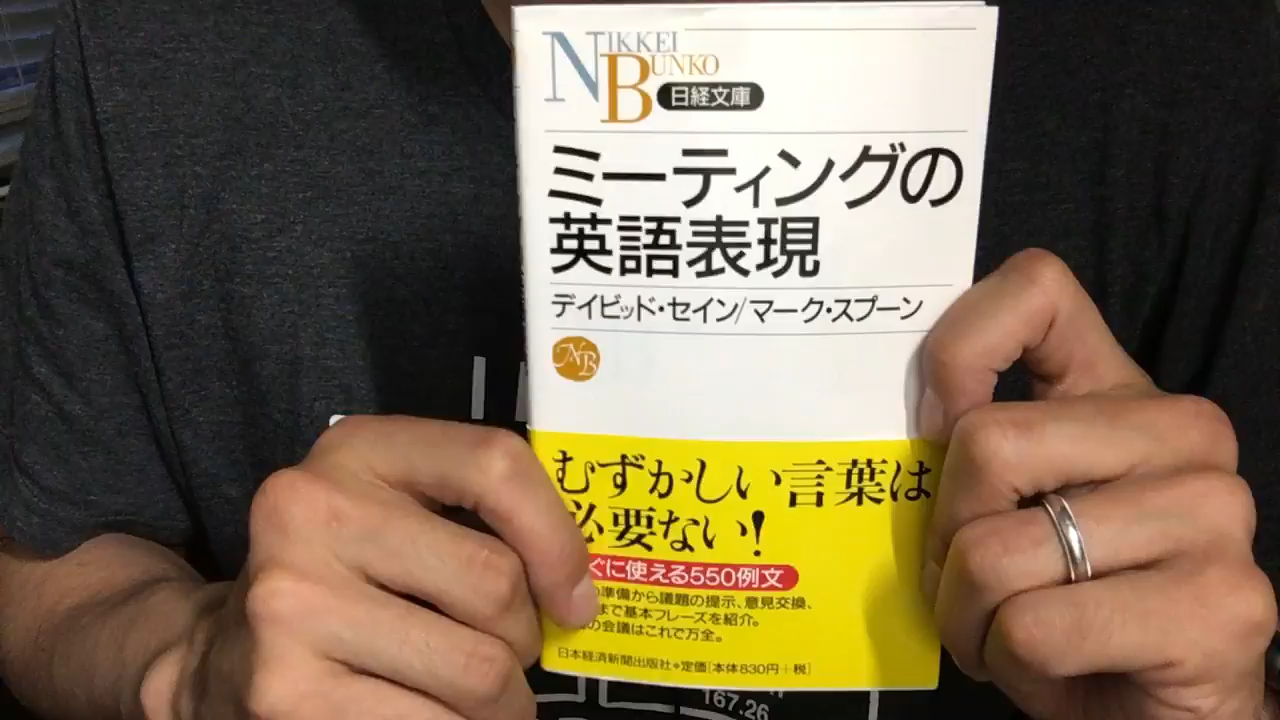 NIKKEI
BUNKO
日経文庫
ミーティングの
英語表現
デイビッド・セイン/マーク・スプーン
NB
むずかしい言葉は
必要ない!
ぐに使える550例文
準備から議題の提示、意見交換、
まで基本フレーズを紹介。
の会議はこれで万全。
日本経済新聞出版社◆定価[本体830円+税]
167.26